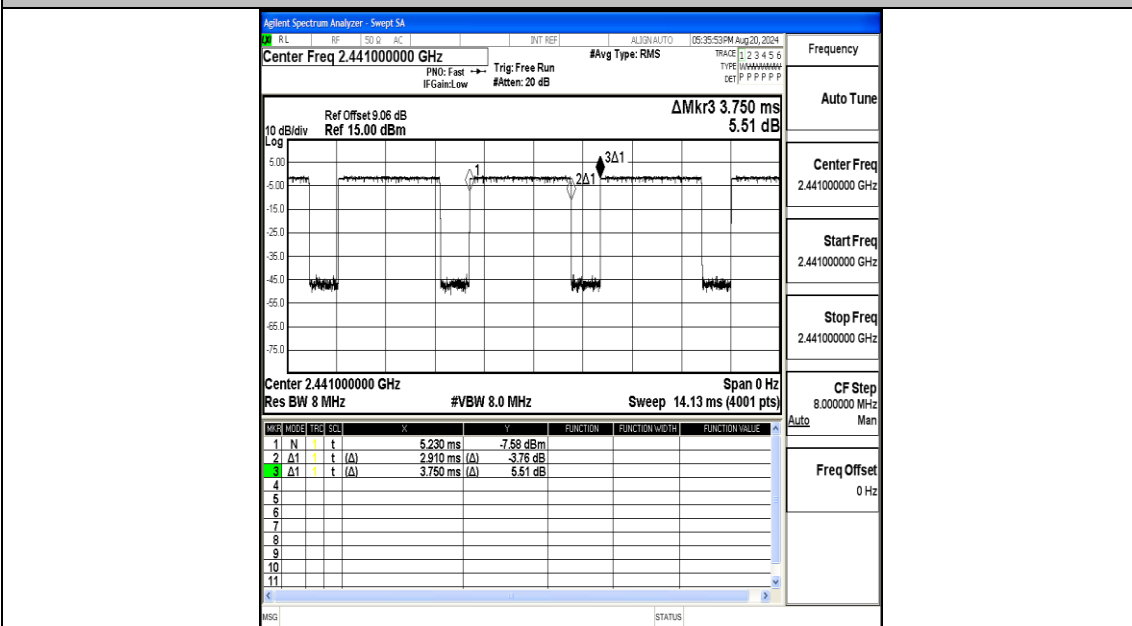 Agilent Spectrum Analyzer - Swept SA
RL RF 50 Ω AC INT REF ALIGN AUTO 05:35:53 PM Aug 20, 2024
Center Freq 2.441000000 GHz
PNO: Fast
IFGain:Low
Trig: Free Run
#Atten: 20 dB
#Avg Type: RMS
TRACE 1 2 3 4 5 6
TYPE
DET P P P P P P
Ref Offset 9.06 dB
10 dB/div Ref 15.00 dBm
Log
ΔMkr3 3.750 ms
5.51 dB
5.00
-5.00
-15.0
-25.0
-35.0
-45.0
-55.0
-65.0
-75.0
1
2Δ1
3Δ1
Center 2.441000000 GHz Span 0 Hz
Res BW 8 MHz #VBW 8.0 MHz Sweep 14.13 ms (4001 pts)
MKR MODE TRC SCL X Y FUNCTION FUNCTION WIDTH FUNCTION VALUE
1 N 1 t 5.230 ms -7.58 dBm
2 Δ1 1 t (Δ) 2.910 ms (Δ) -3.76 dB
3 Δ1 1 t (Δ) 3.750 ms (Δ) 5.51 dB
4
5
6
7
8
9
10
11
MSG STATUS
Frequency
Auto Tune
Center Freq
2.441000000 GHz
Start Freq
2.441000000 GHz
Stop Freq
2.441000000 GHz
CF Step
8.000000 MHz
Auto Man
Freq Offset
0 Hz